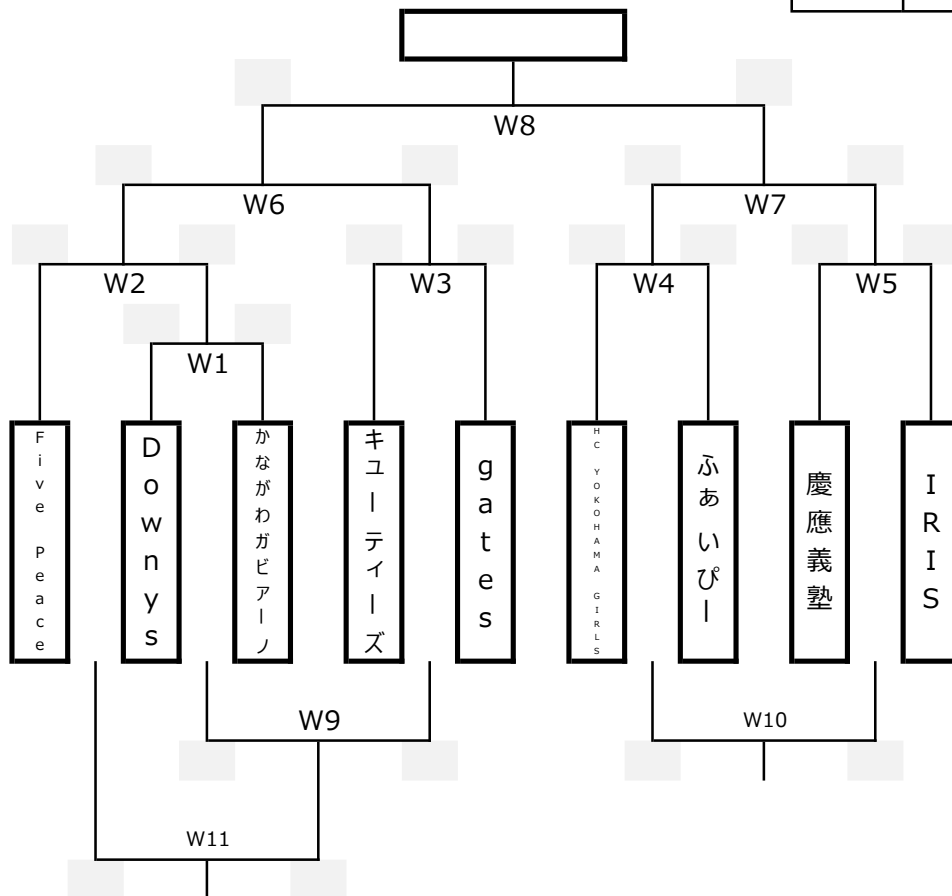 W8
W6
W7
W2
W3
W4
W5
W1
Five Peace
Downys
かながわガビアーノ
キューティーズ
gates
HC YOKOHAMA GIRLS
ふぁいぴー
慶應義塾
IRIS
W9
W10
W11